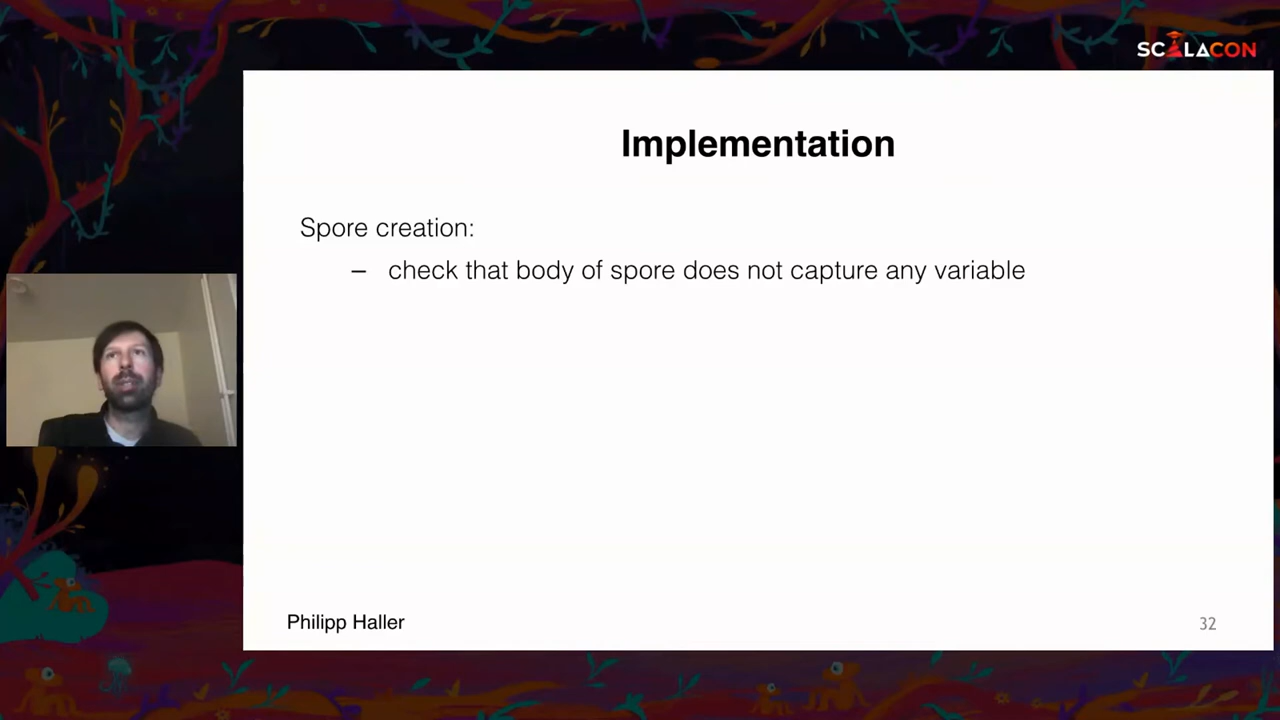 SCALACON
Implementation
Spore creation:
– check that body of spore does not capture any variable
Philipp Haller
32